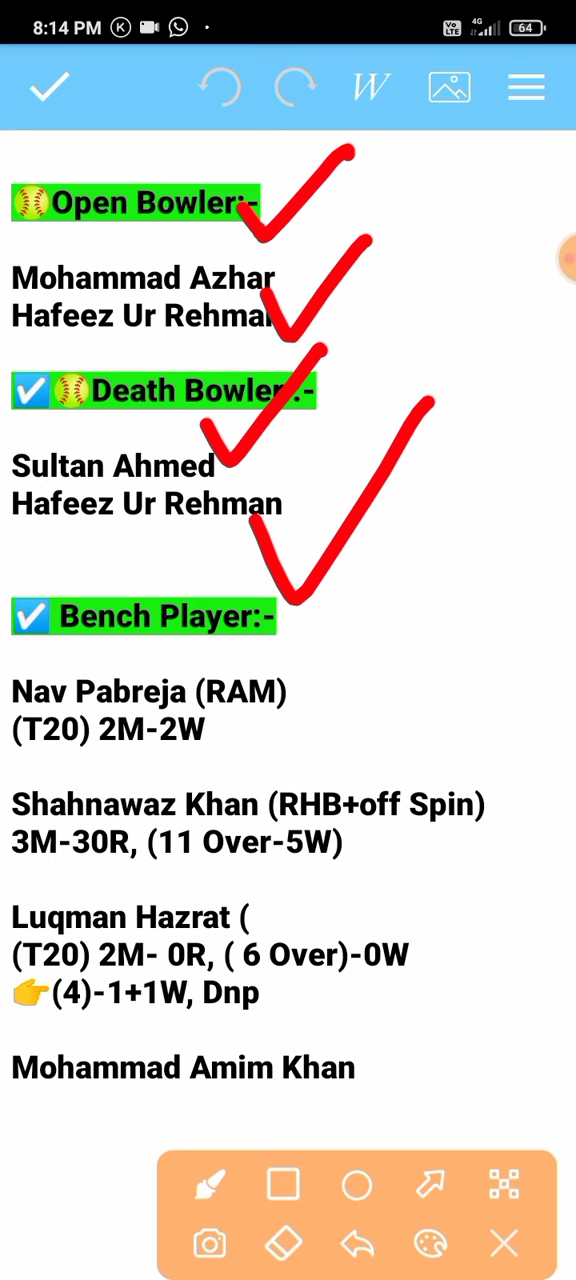 8:14 PM
4G
64
W
⚾Open Bowler:-
Mohammad Azhar
Hafeez Ur Rehman
☑️⚾Death Bowler:-
Sultan Ahmed
Hafeez Ur Rehman
☑️ Bench Player:-
Nav Pabreja (RAM)
(T20) 2M-2W
Shahnawaz Khan (RHB+off Spin)
3M-30R, (11 Over-5W)
Luqman Hazrat (
(T20) 2M- 0R, ( 6 Over)-0W
👉(4)-1+1W, Dnp
Mohammad Amim Khan